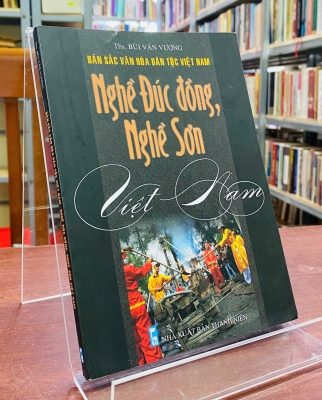 Ths. BÙI VĂN VƯỢNG
BẢN SẮC VĂN HÓA DÂN TỘC VIỆT NAM
Nghề Đúc đồng,
Nghề Sơn
Việt Nam
NHÀ XUẤT BẢN THANH NIÊN